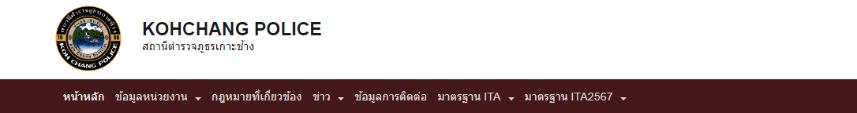 KOHCHANG POLICE
สถานีตำรวจภูธรเกาะช้าง
KOH CHANG POLICE
หน้าหลัก ข้อมูลหน่วยงาน กฎหมายที่เกี่ยวข้อง ข่าว ข้อมูลการติดต่อ มาตรฐาน ITA มาตรฐาน ITA2567